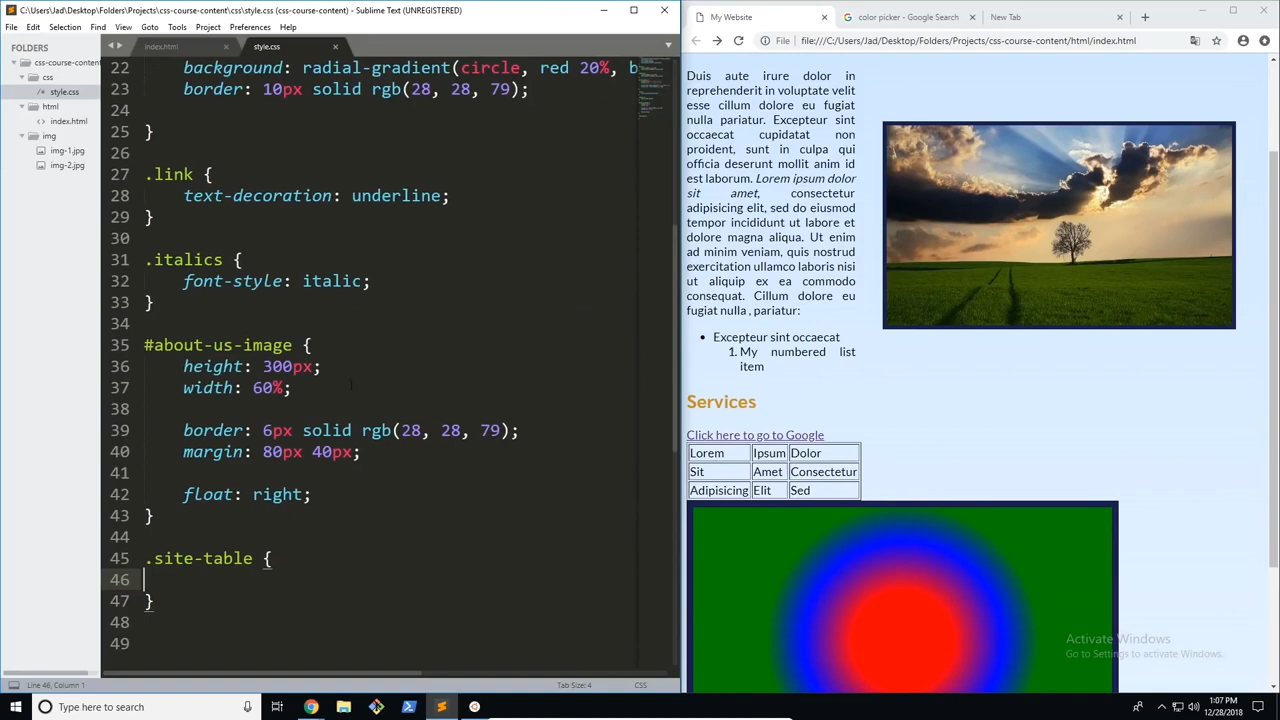 C:\Users\Jad\Desktop\Folders\Projects\css-course-content\css\style.css (css-course-content) - Sublime Text (UNREGISTERED)
File Edit Selection Find View Goto Tools Project Preferences Help
FOLDERS
css-course-content
css
style.css
html
index.html
img
img-1.jpg
img-2.jpg
index.html
style.css
22 background: radial-gradient(circle, red 20%, b
23 border: 10px solid rgb(28, 28, 79);
24
25 }
26
27 .link {
28 text-decoration: underline;
29 }
30
31 .italics {
32 font-style: italic;
33 }
34
35 #about-us-image {
36 height: 300px;
37 width: 60%;
38
39 border: 6px solid rgb(28, 28, 79);
40 margin: 80px 40px;
41
42 float: right;
43 }
44
45 .site-table {
46
47 }
48
49
Line 46, Column 1
Tab Size: 4
CSS
My Website
color picker - Google Search
New Tab
File file:///C:/Users/Jad/Desktop/Folders/Projects/css-course-content/html/index.html
Duis aute irure dolor in
reprehenderit in voluptate velit
esse cillum dolore eu fugiat
nulla pariatur. Excepteur sint
occaecat cupidatat non
proident, sunt in culpa qui
officia deserunt mollit anim id
est laborum. Lorem ipsum dolor
sit amet, consectetur
adipisicing elit, sed do eiusmod
tempor incididunt ut labore et
dolore magna aliqua. Ut enim
ad minim veniam, quis nostrud
exercitation ullamco laboris nisi
ut aliquip ex ea commodo
consequat. Cillum dolore eu
fugiat nulla , pariatur:
• Excepteur sint occaecat
1. My numbered list
item
Services
Click here to go to Google
Lorem Ipsum Dolor
Sit Amet Consectetur
Adipisicing Elit Sed
Activate Windows
Go to Settings to activate Windows.
Type here to search
1:07 PM
12/28/2018